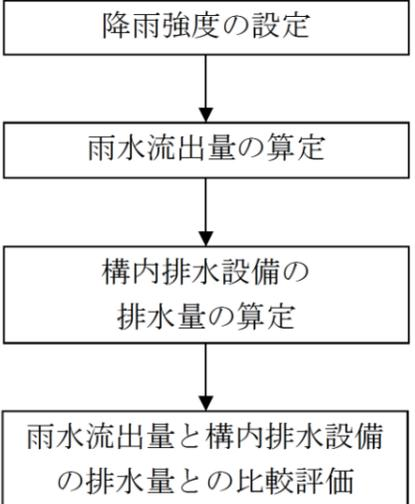 降雨強度の設定
雨水流出量の算定
構内排水設備の
排水量の算定
雨水流出量と構内排水設備
の排水量との比較評価